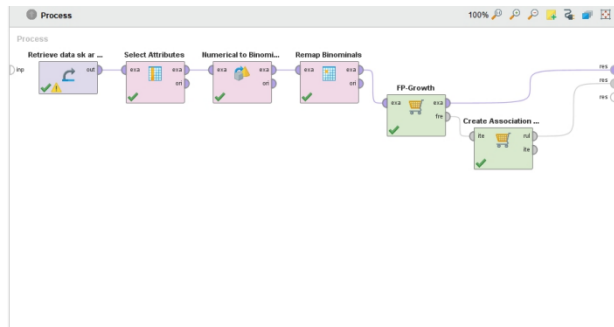 Process
100%
Process
Retrieve data sk ar ...
Select Attributes
Numerical to Binomi...
Remap Binominals
inp
out
exa
exa
ori
exa
exa
ori
exa
exa
ori
res
res
res
FP-Growth
exa
exa
fre
Create Association ...
ite
rul
ite